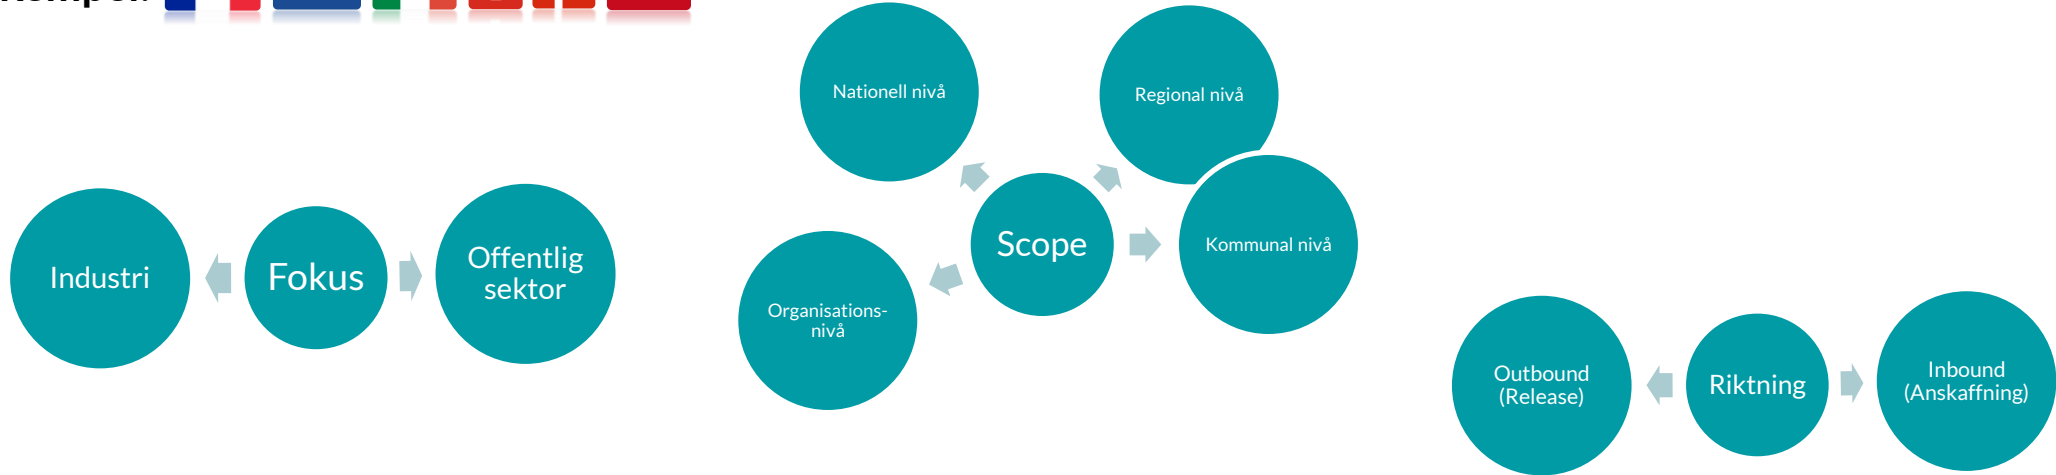 Nationell nivå
Regional nivå
Industri
Fokus
Offentlig
sektor
Scope
Kommunal nivå
Organisations-
nivå
Outbound
(Release)
Riktning
Inbound
(Anskaffning)